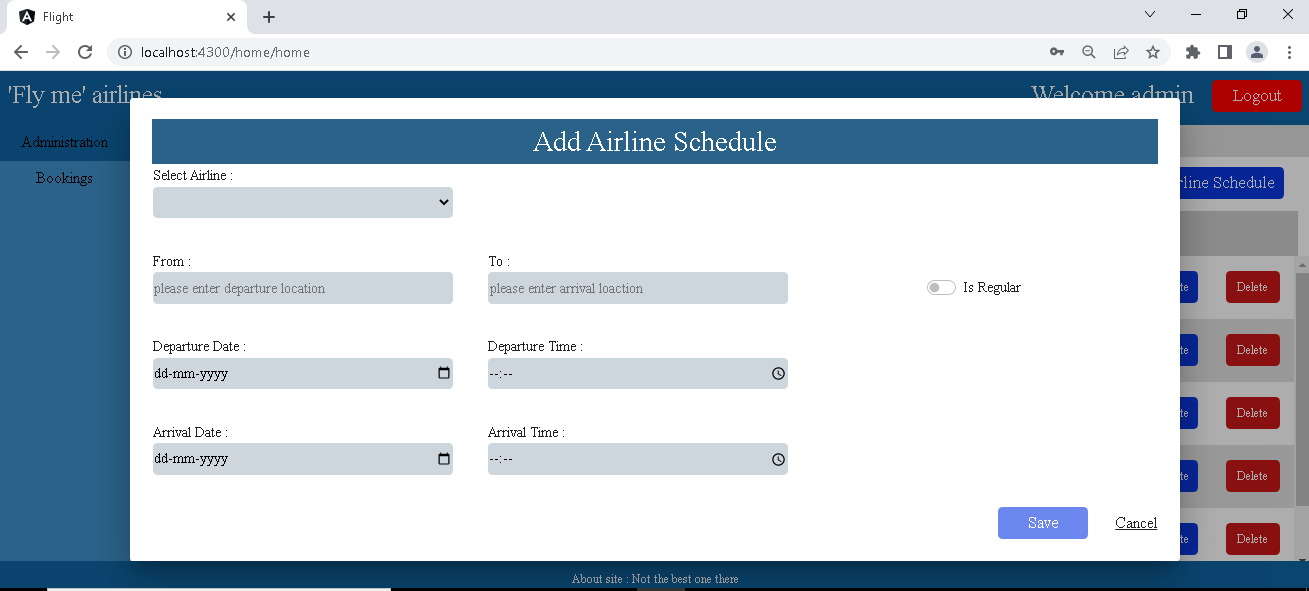 Flight
localhost:4300/home/home
'Fly me' airlines
Welcome admin
Logout
Administration
Bookings
rline Schedule
Add Airline Schedule
Select Airline :
From :
To :
please enter departure location
please enter arrival loaction
Is Regular
Departure Date :
Departure Time :
dd-mm-yyyy
--:--
Arrival Date :
Arrival Time :
dd-mm-yyyy
--:--
Save
Cancel
te
Delete
te
Delete
te
Delete
te
Delete
te
Delete
About site : Not the best one there